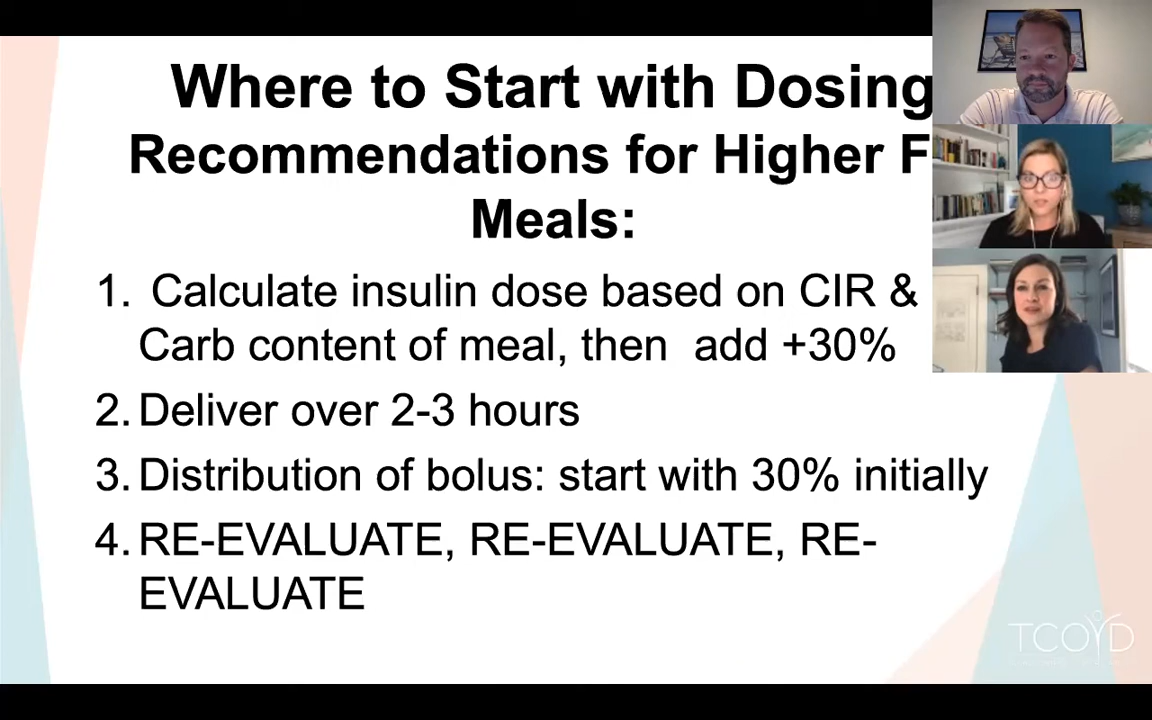 Where to Start with Dosing
Recommendations for Higher F
Meals:
1. Calculate insulin dose based on CIR &
Carb content of meal, then add +30%
2. Deliver over 2-3 hours
3. Distribution of bolus: start with 30% initially
4. RE-EVALUATE, RE-EVALUATE, RE-
EVALUATE
TCOYD